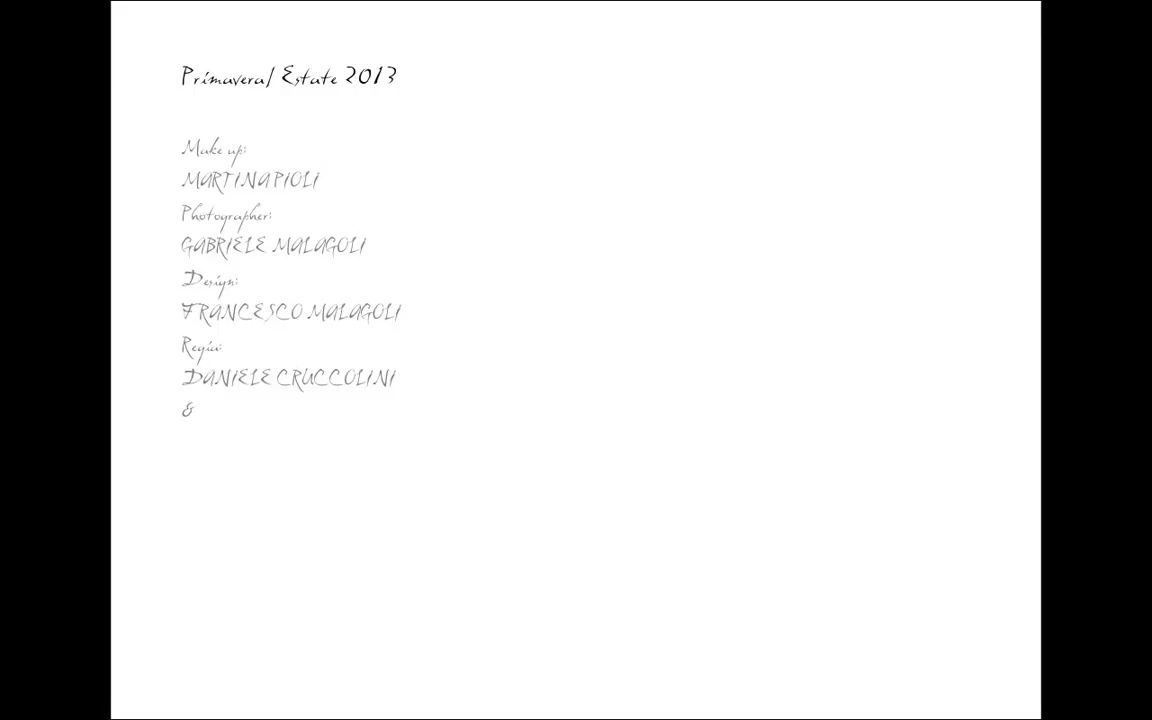 Primavera/ Estate 2013
Make up:
MARTINA PIOLI
Photographer:
GABRIELE MALAGOLI
Design:
FRANCESCO MALAGOLI
Regia:
DANIELE CRUCCOLINI
&